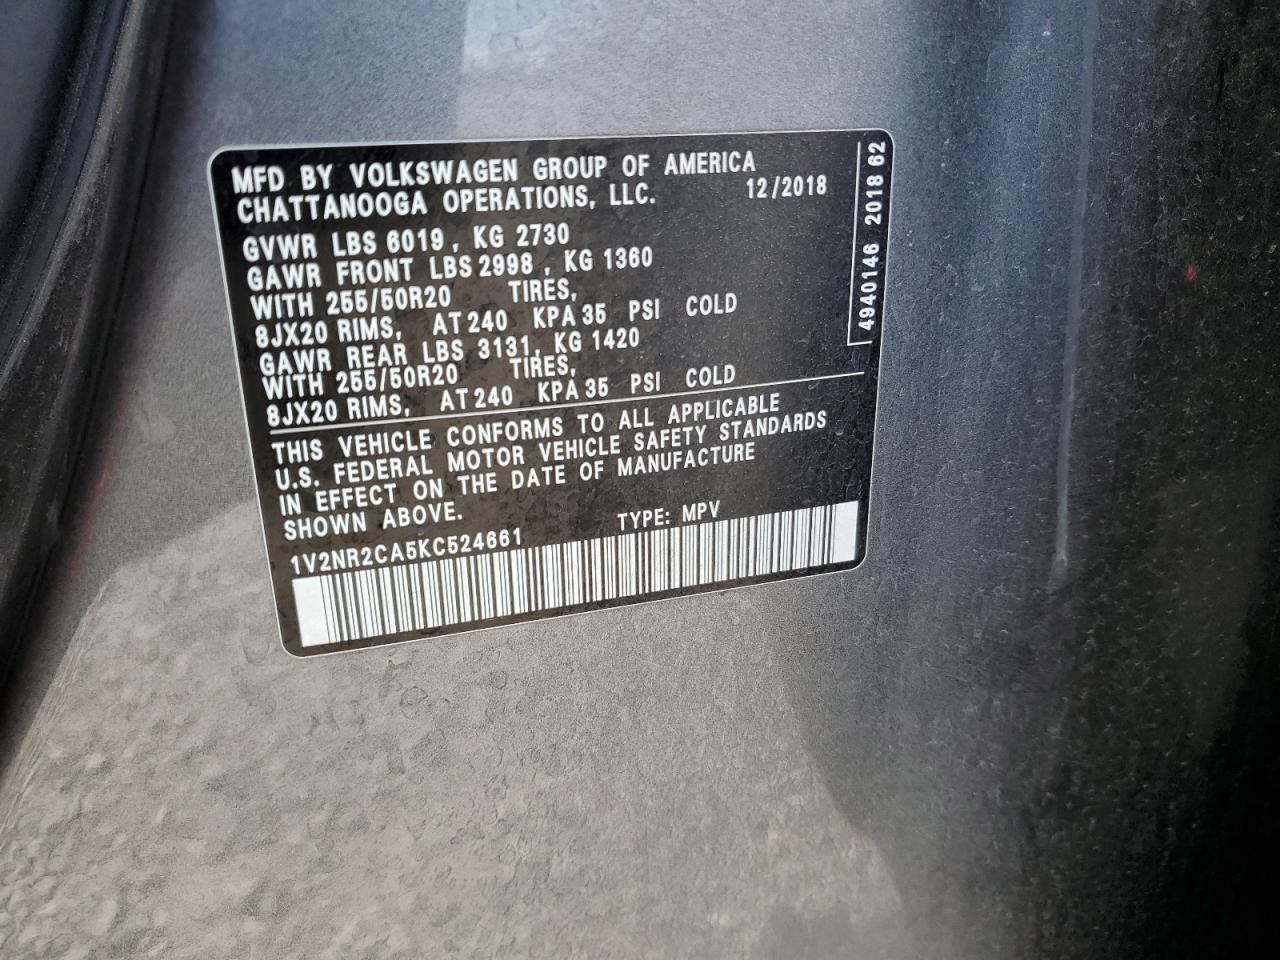 MFD BY VOLKSWAGEN GROUP OF AMERICA
CHATTANOOGA OPERATIONS, LLC. 12/2018
GVWR LBS 6019, KG 2730
GAWR FRONT LBS 2998, KG 1360
WITH 255/50R20 TIRES,
8JX20 RIMS, AT 240 KPA 35 PSI COLD
GAWR REAR LBS 3131, KG 1420
WITH 255/50R20 TIRES,
8JX20 RIMS, AT 240 KPA 35 PSI COLD
THIS VEHICLE CONFORMS TO ALL APPLICABLE
U.S. FEDERAL MOTOR VEHICLE SAFETY STANDARDS
IN EFFECT ON THE DATE OF MANUFACTURE
SHOWN ABOVE.
1V2NR2CA5KC524661 TYPE: MPV
4940146 2018 62